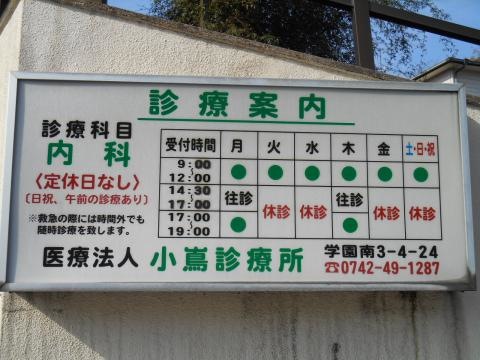 診療案内
診療科目
内科
〈定休日なし〉
〔日祝、午前の診療あり〕
※救急の際には時間外でも
随時診療を致します。
受付時間 月 火 水 木 金 土・日・祝
9:00〜12:00 ● ● ● ● ● ●
14:30〜17:00 往診 休診 休診 往診 休診 休診
17:00〜19:00 ● ●
医療法人 小嶌診療所
学園南3-4-24
☎0742-49-1287